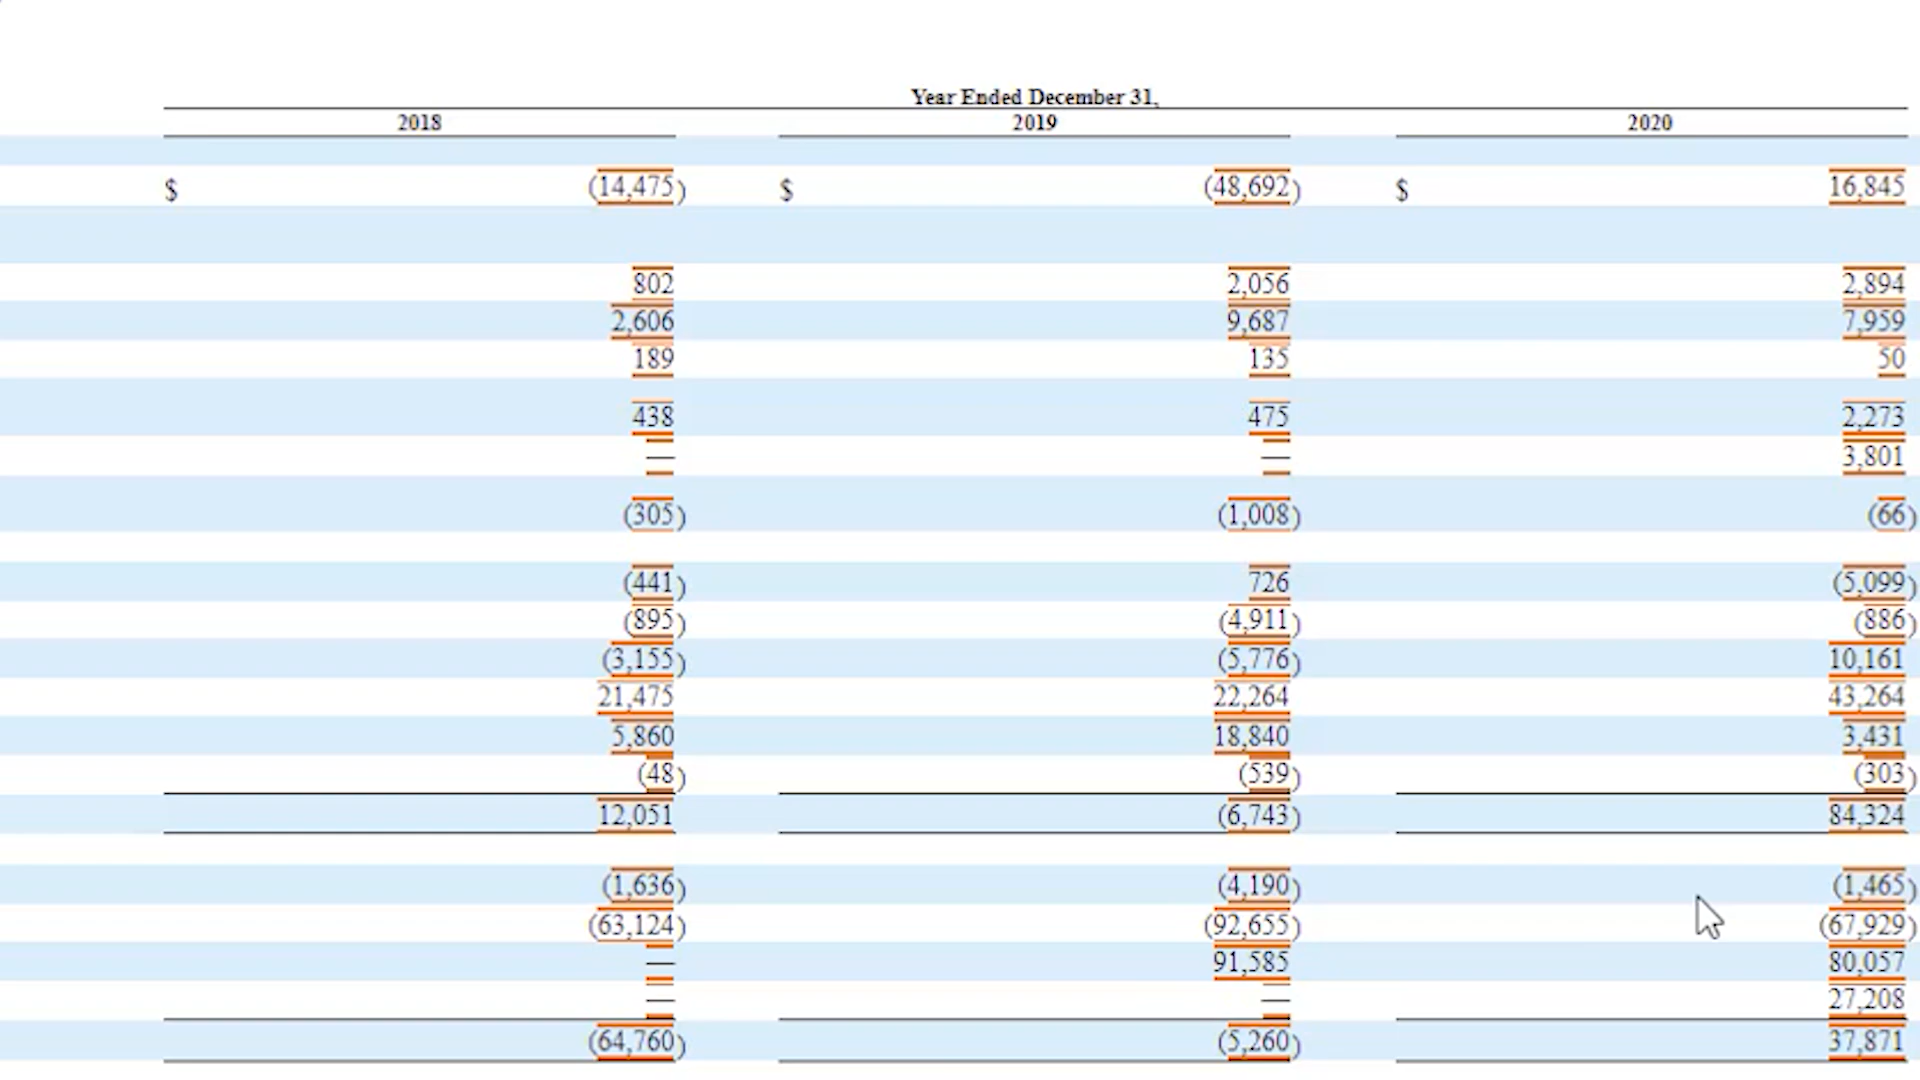 Year Ended December 31,
2018 2019 2020
$ (14,475) $ (48,692) $ 16,845
802 2,056 2,894
2,606 9,687 7,959
189 135 50
438 475 2,273
— — 3,801
(305) (1,008) (66)
(441) 726 (5,099)
(895) (4,911) (886)
(3,155) (5,776) 10,161
21,475 22,264 43,264
5,860 18,840 3,431
(48) (539) (303)
12,051 (6,743) 84,324
(1,636) (4,190) (1,465)
(63,124) (92,655) (67,929)
— 91,585 80,057
— — 27,208
(64,760) (5,260) 37,871